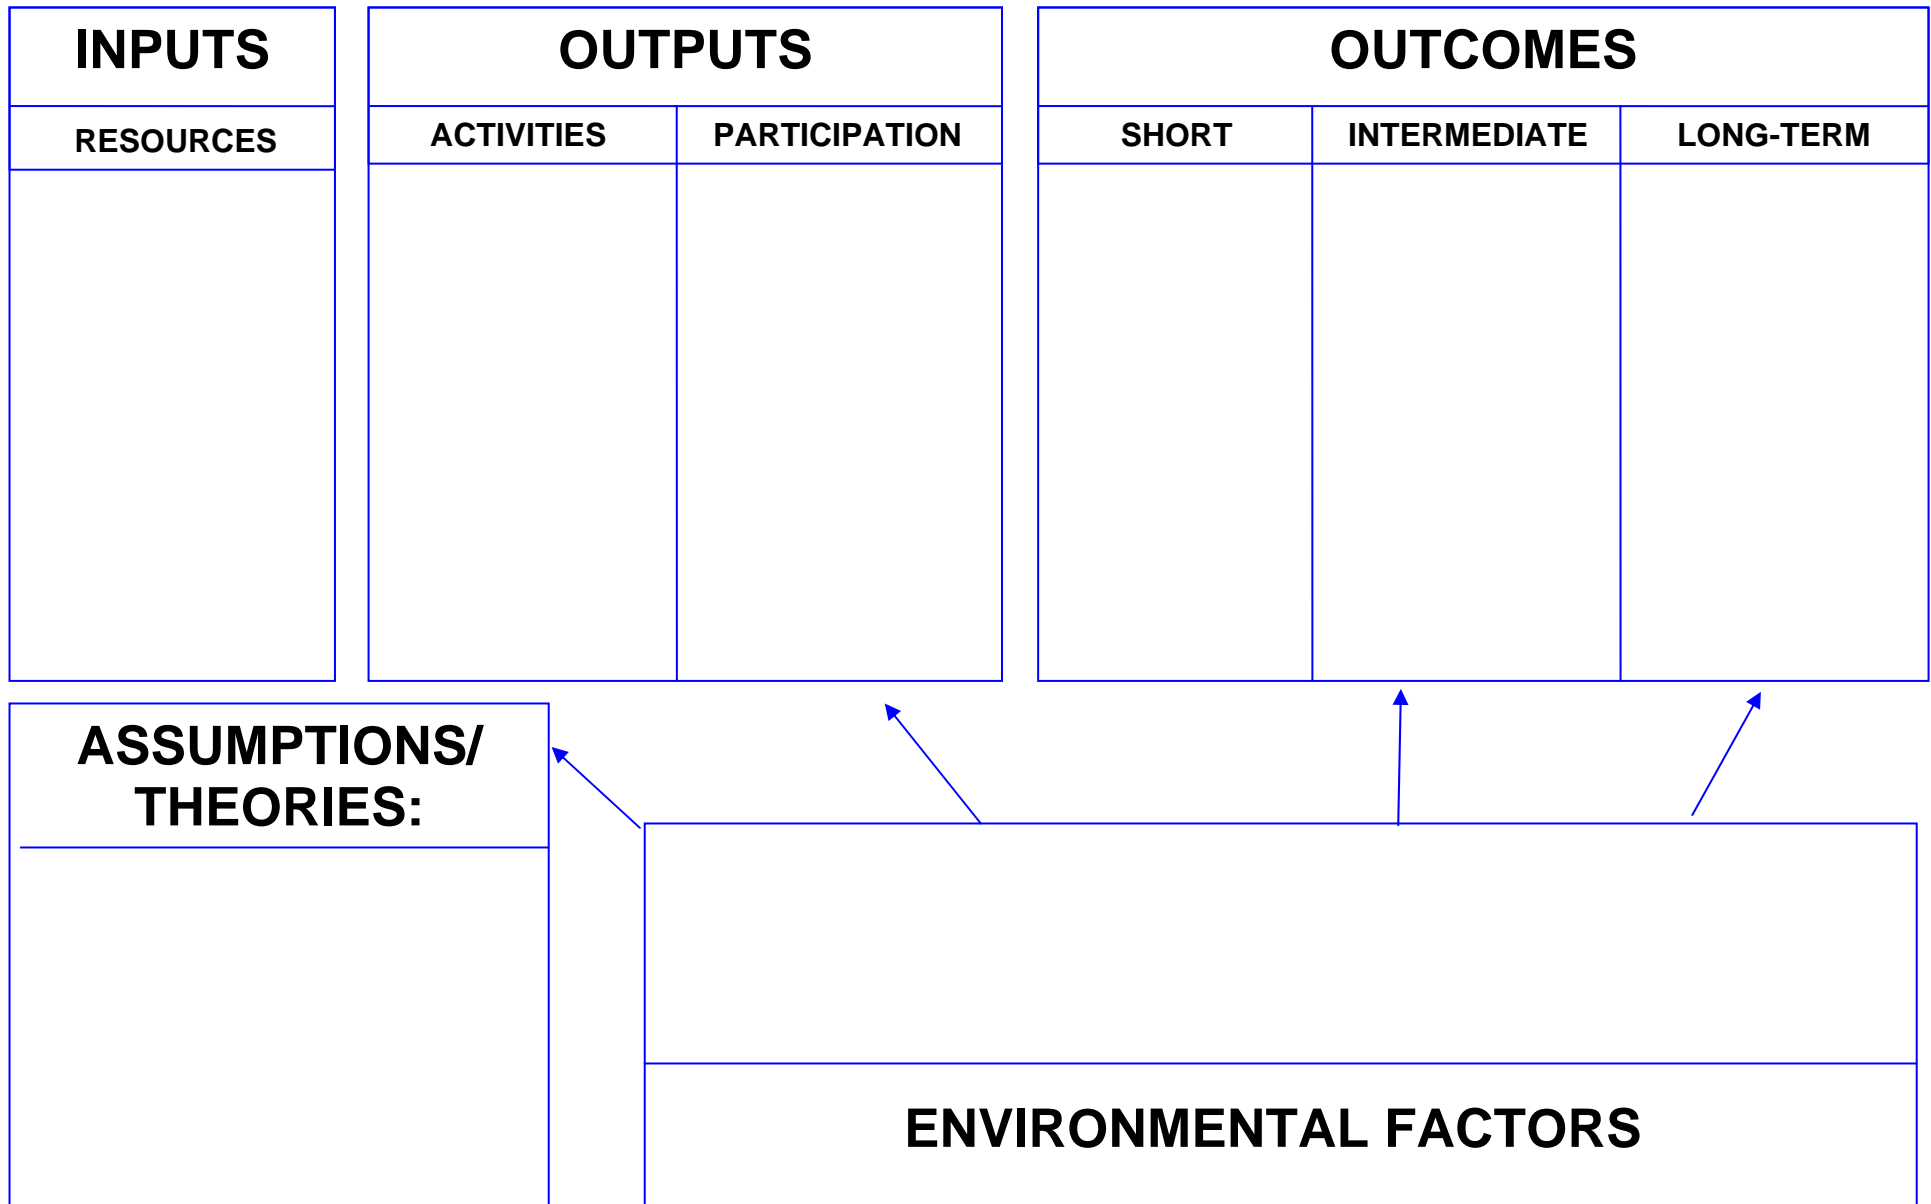 INPUTS
RESOURCES
OUTPUTS
ACTIVITIES
PARTICIPATION
OUTCOMES
SHORT
INTERMEDIATE
LONG-TERM
ASSUMPTIONS/
THEORIES:
ENVIRONMENTAL FACTORS